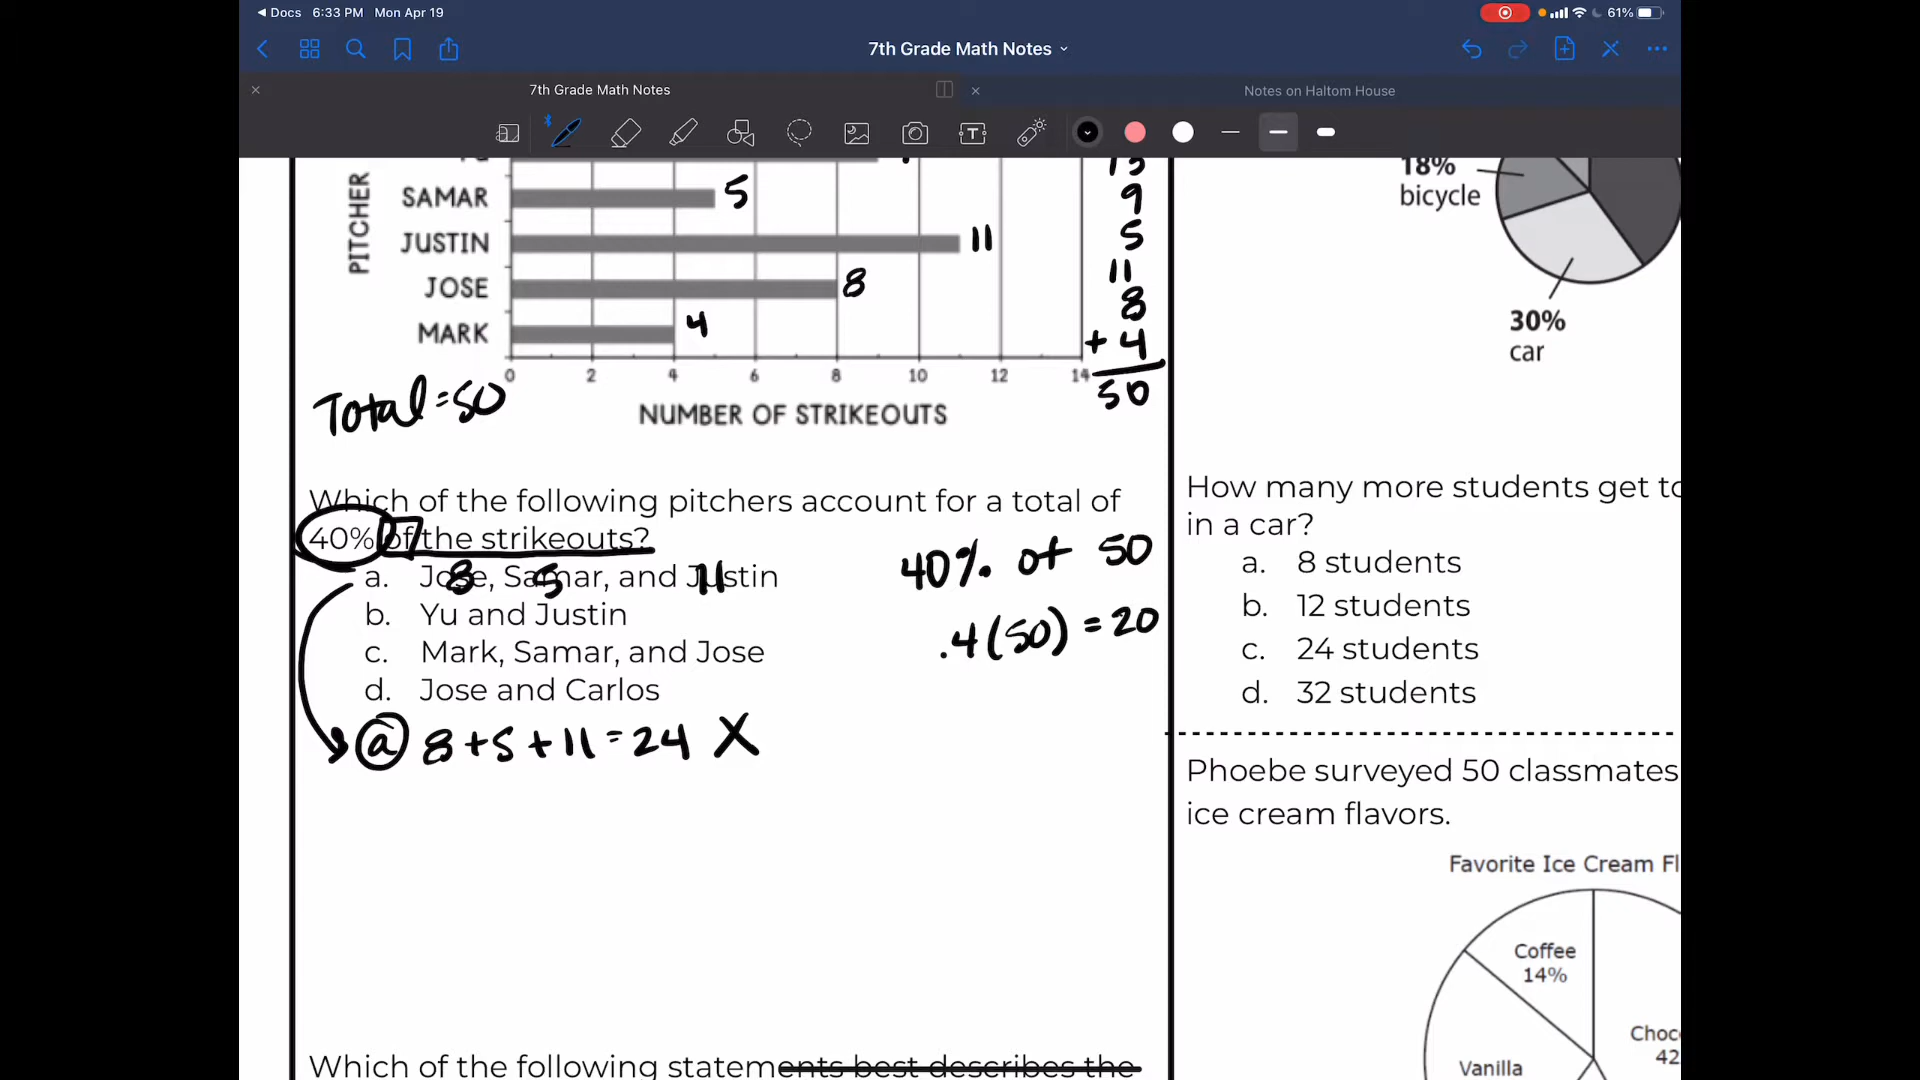 Docs 6:33 PM Mon Apr 19
61%
7th Grade Math Notes
7th Grade Math Notes
Notes on Haltom House
PITCHER
SAMAR 5
JUSTIN 11
JOSE 8
MARK 4
0 2 4 6 8 10 12 14
NUMBER OF STRIKEOUTS
9
5
11
8
+ 4
50
Total = 50
Which of the following pitchers account for a total of
40% of the strikeouts?
a. Jose, Samar, and Justin
8 5 11
b. Yu and Justin
c. Mark, Samar, and Jose
d. Jose and Carlos
40% of 50
.4(50) = 20
a 8+5+11=24 X
Which of the following statements best describes the
18%
bicycle
30%
car
How many more students get to
in a car?
a. 8 students
b. 12 students
c. 24 students
d. 32 students
Phoebe surveyed 50 classmates
ice cream flavors.
Favorite Ice Cream Fl
Coffee
14%
Choc
42
Vanilla